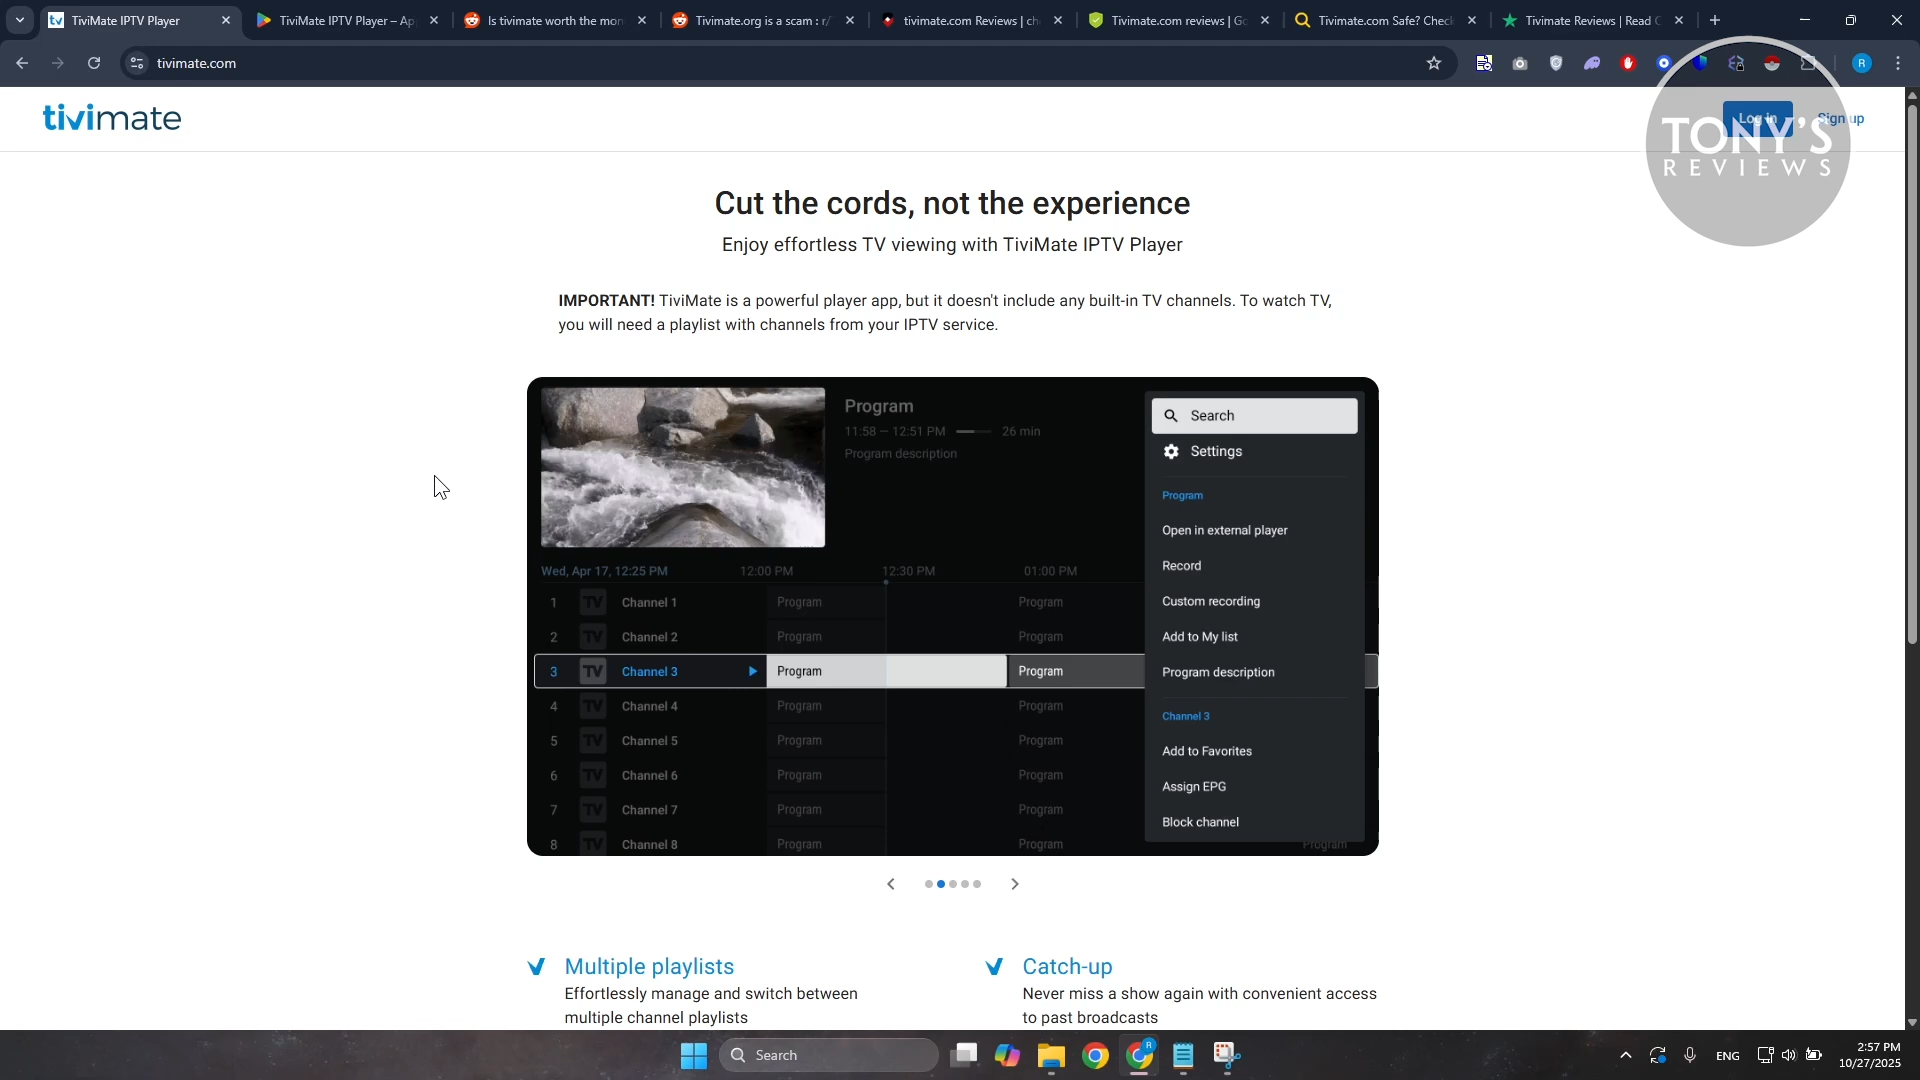 TiviMate IPTV Player
TiviMate IPTV Player – Ap
Is tivimate worth the mon
Tivimate.org is a scam : r/
tivimate.com Reviews | ch
Tivimate.com reviews | Go
Tivimate.com Safe? Check
Tivimate Reviews | Read C
tivimate.com
R
tivimate
Log in
Sign up
TONY'S
REVIEWS
Cut the cords, not the experience
Enjoy effortless TV viewing with TiviMate IPTV Player
IMPORTANT! TiviMate is a powerful player app, but it doesn't include any built-in TV channels. To watch TV,
you will need a playlist with channels from your IPTV service.
Program
11:58 — 12:51 PM
26 min
Program description
Search
Settings
Program
Open in external player
Record
Custom recording
Add to My list
Program description
Channel 3
Add to Favorites
Assign EPG
Block channel
Wed, Apr 17, 12:25 PM
12:00 PM
12:30 PM
01:00 PM
1 TV Channel 1 Program Program
2 TV Channel 2 Program Program
3 TV Channel 3 Program Program
4 TV Channel 4 Program Program
5 TV Channel 5 Program Program
6 TV Channel 6 Program Program
7 TV Channel 7 Program Program
8 TV Channel 8 Program Program Program
Multiple playlists
Effortlessly manage and switch between
multiple channel playlists
Catch-up
Never miss a show again with convenient access
to past broadcasts
Search
R
ENG
2:57 PM
10/27/2025